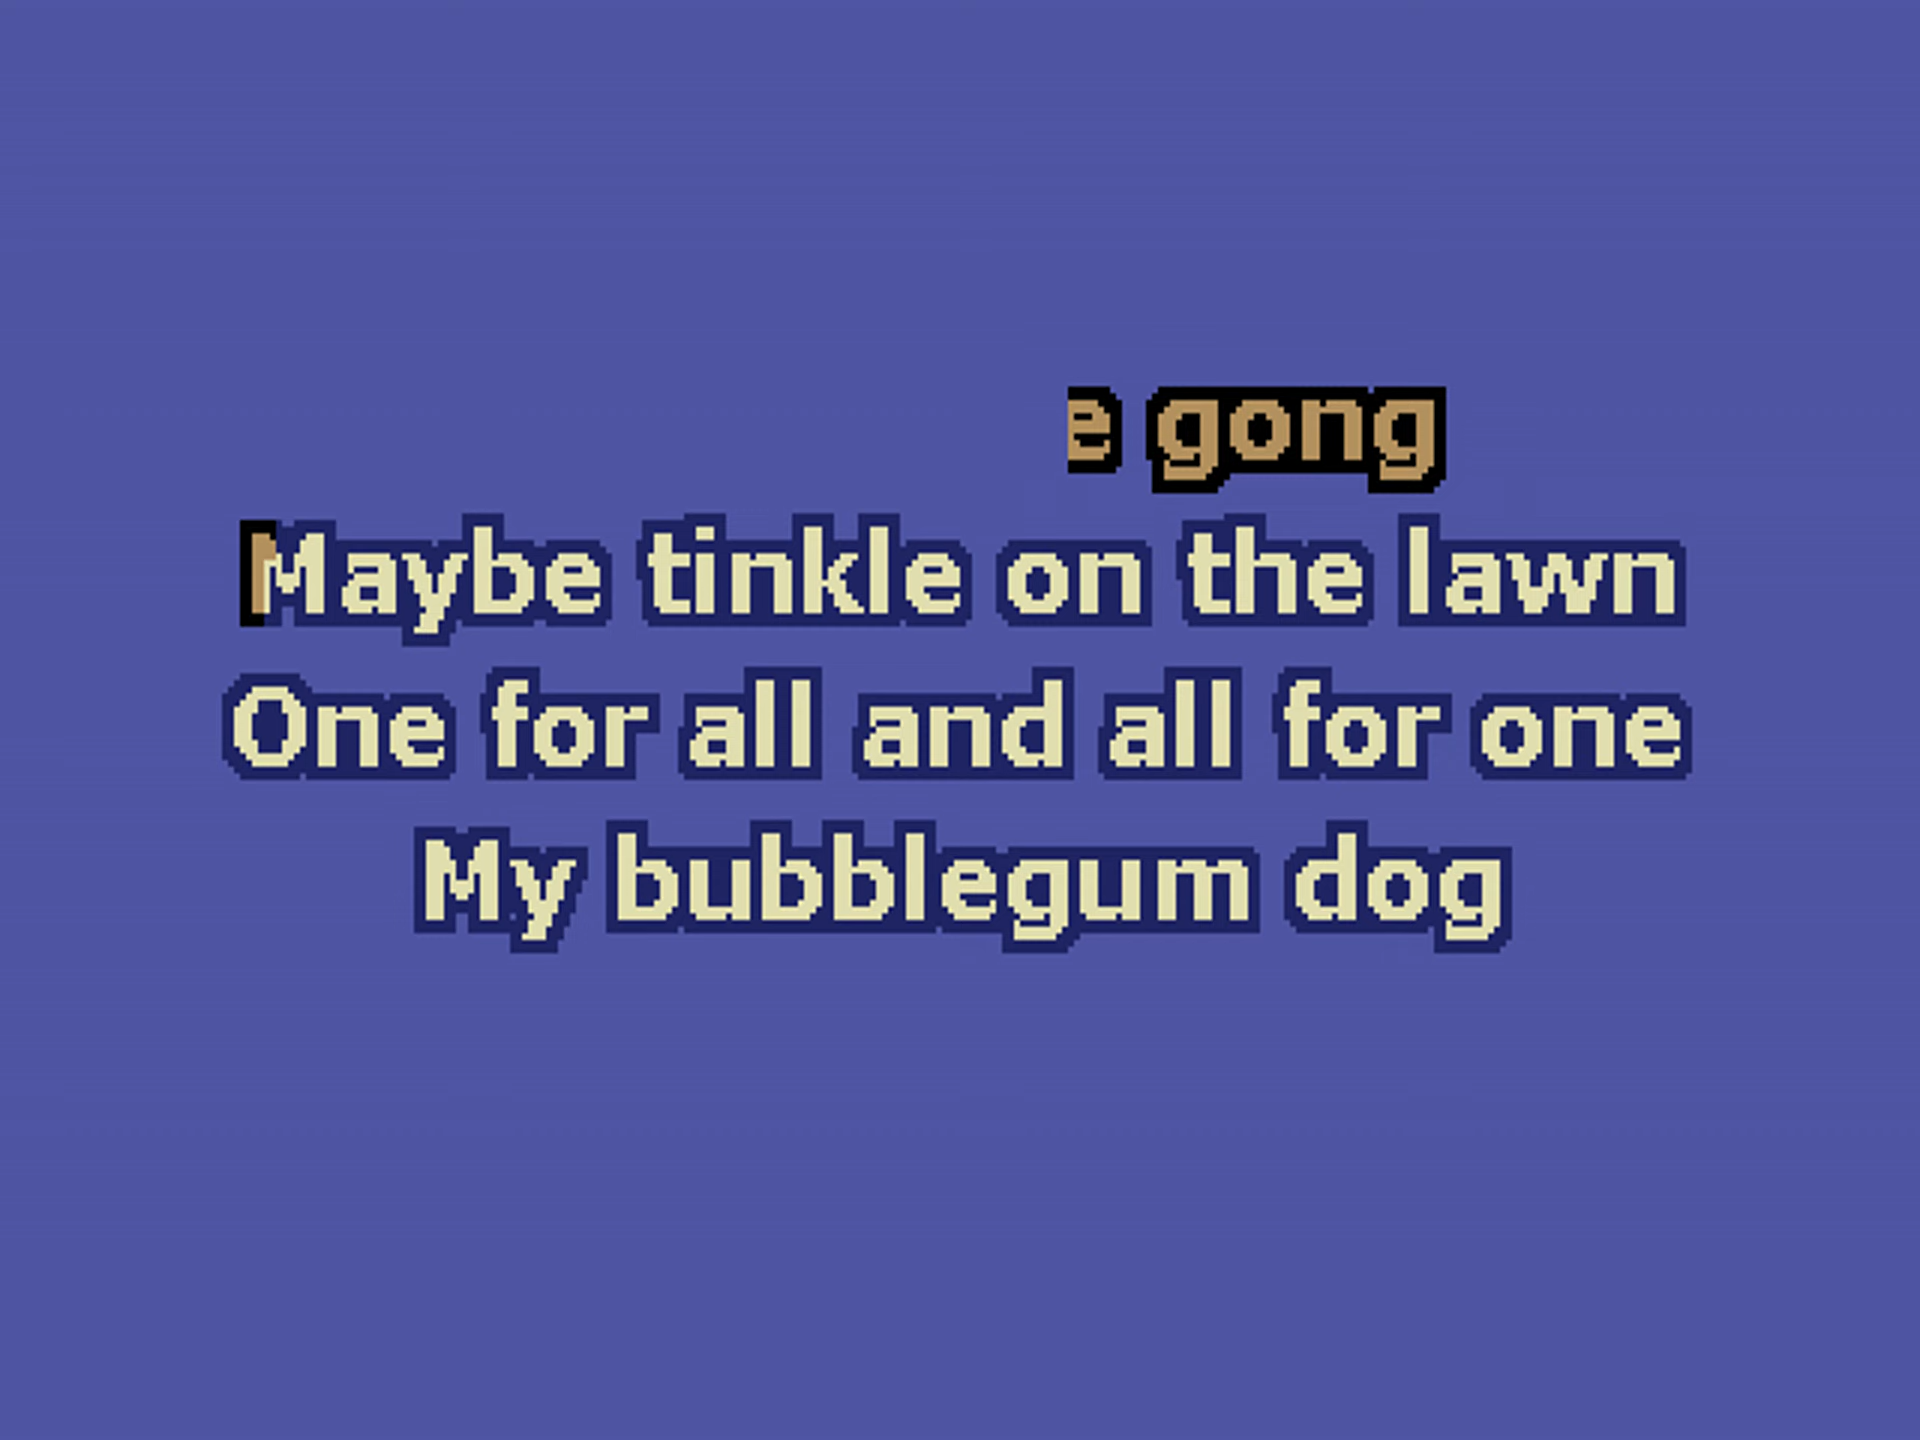 gong
Maybe tinkle on the lawn
One for all and all for one
My bubblegum dog